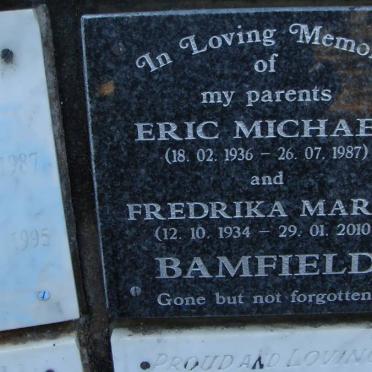 In Loving Memor
of
my parents
ERIC MICHAE
(18. 02. 1936 – 26. 07. 1987)
and
FREDRIKA MAR
(12. 10. 1934 – 29. 01. 2010
BAMFIELD
Gone but not forgotten
1987
1995
PROUD AND LOVING